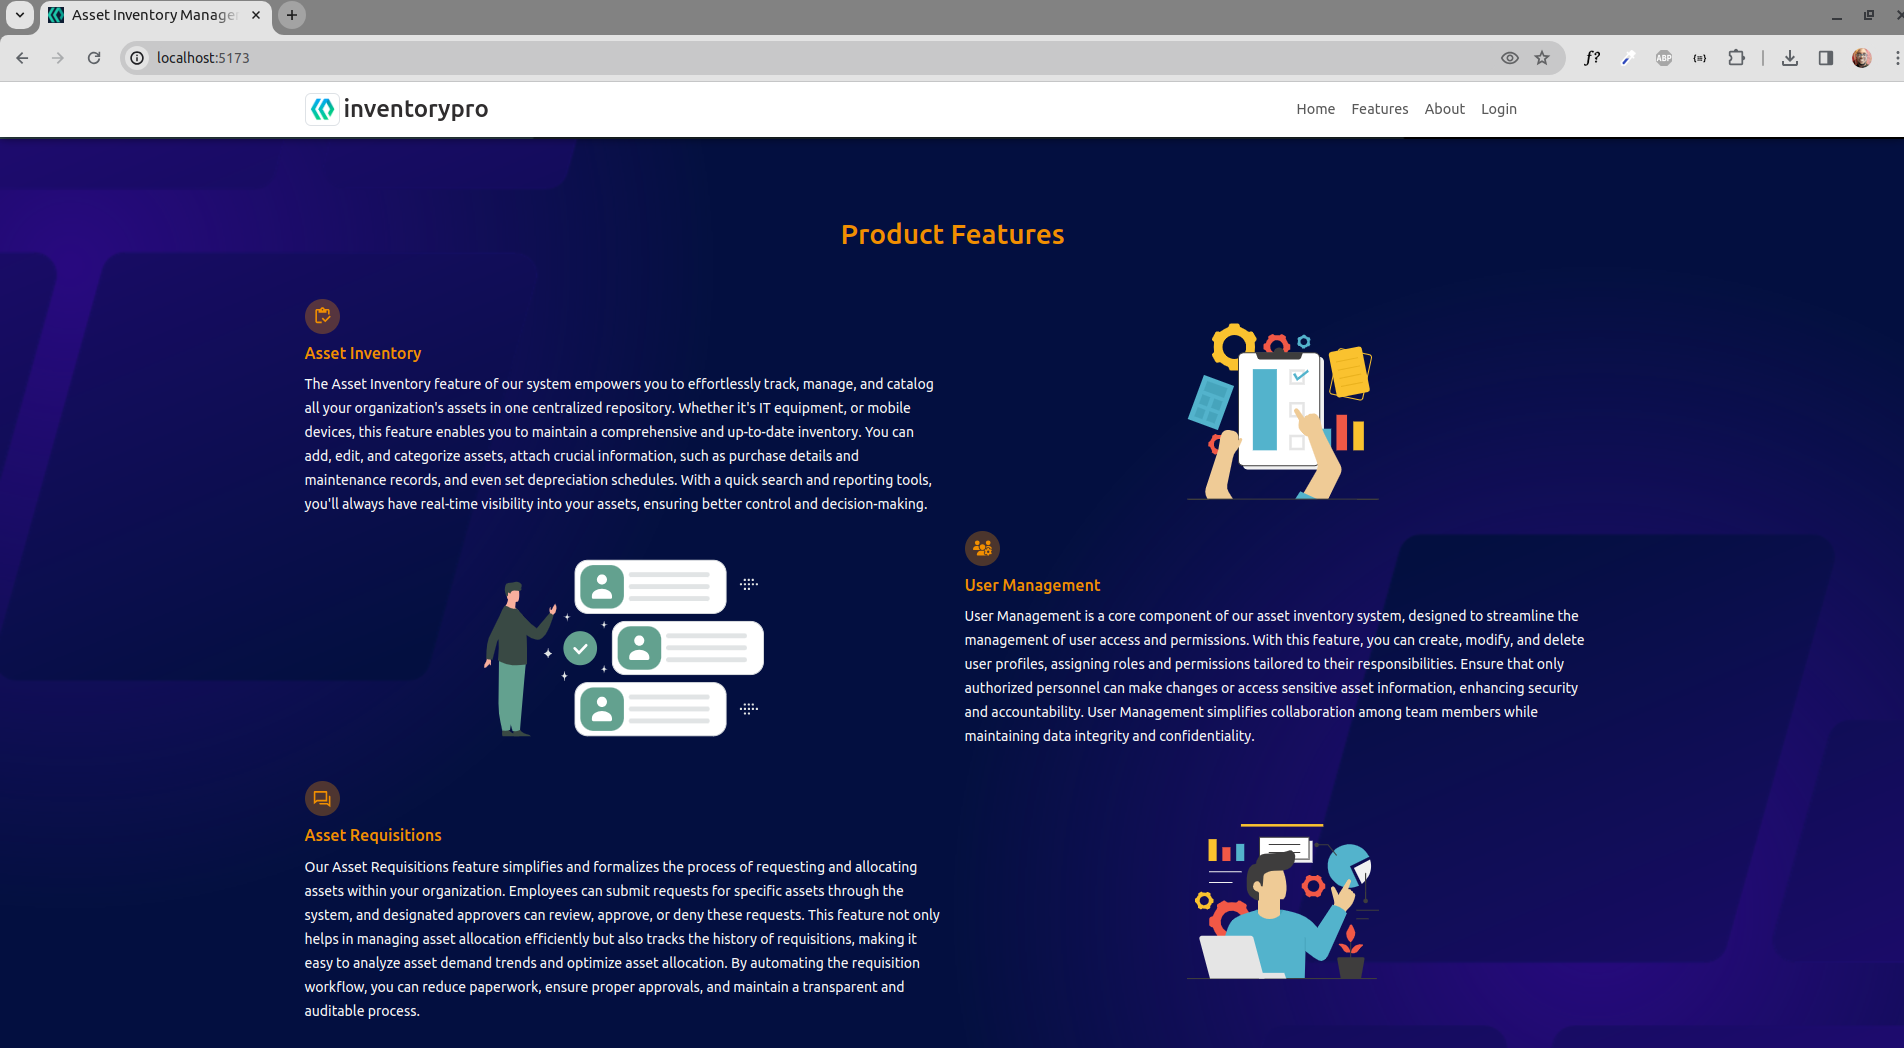 Asset Inventory Manage
localhost:5173
f?
ABP
inventorypro
Home Features About Login
Product Features
Asset Inventory
The Asset Inventory feature of our system empowers you to effortlessly track, manage, and catalog
all your organization's assets in one centralized repository. Whether it's IT equipment, or mobile
devices, this feature enables you to maintain a comprehensive and up-to-date inventory. You can
add, edit, and categorize assets, attach crucial information, such as purchase details and
maintenance records, and even set depreciation schedules. With a quick search and reporting tools,
you'll always have real-time visibility into your assets, ensuring better control and decision-making.
User Management
User Management is a core component of our asset inventory system, designed to streamline the
management of user access and permissions. With this feature, you can create, modify, and delete
user profiles, assigning roles and permissions tailored to their responsibilities. Ensure that only
authorized personnel can make changes or access sensitive asset information, enhancing security
and accountability. User Management simplifies collaboration among team members while
maintaining data integrity and confidentiality.
Asset Requisitions
Our Asset Requisitions feature simplifies and formalizes the process of requesting and allocating
assets within your organization. Employees can submit requests for specific assets through the
system, and designated approvers can review, approve, or deny these requests. This feature not only
helps in managing asset allocation efficiently but also tracks the history of requisitions, making it
easy to analyze asset demand trends and optimize asset allocation. By automating the requisition
workflow, you can reduce paperwork, ensure proper approvals, and maintain a transparent and
auditable process.